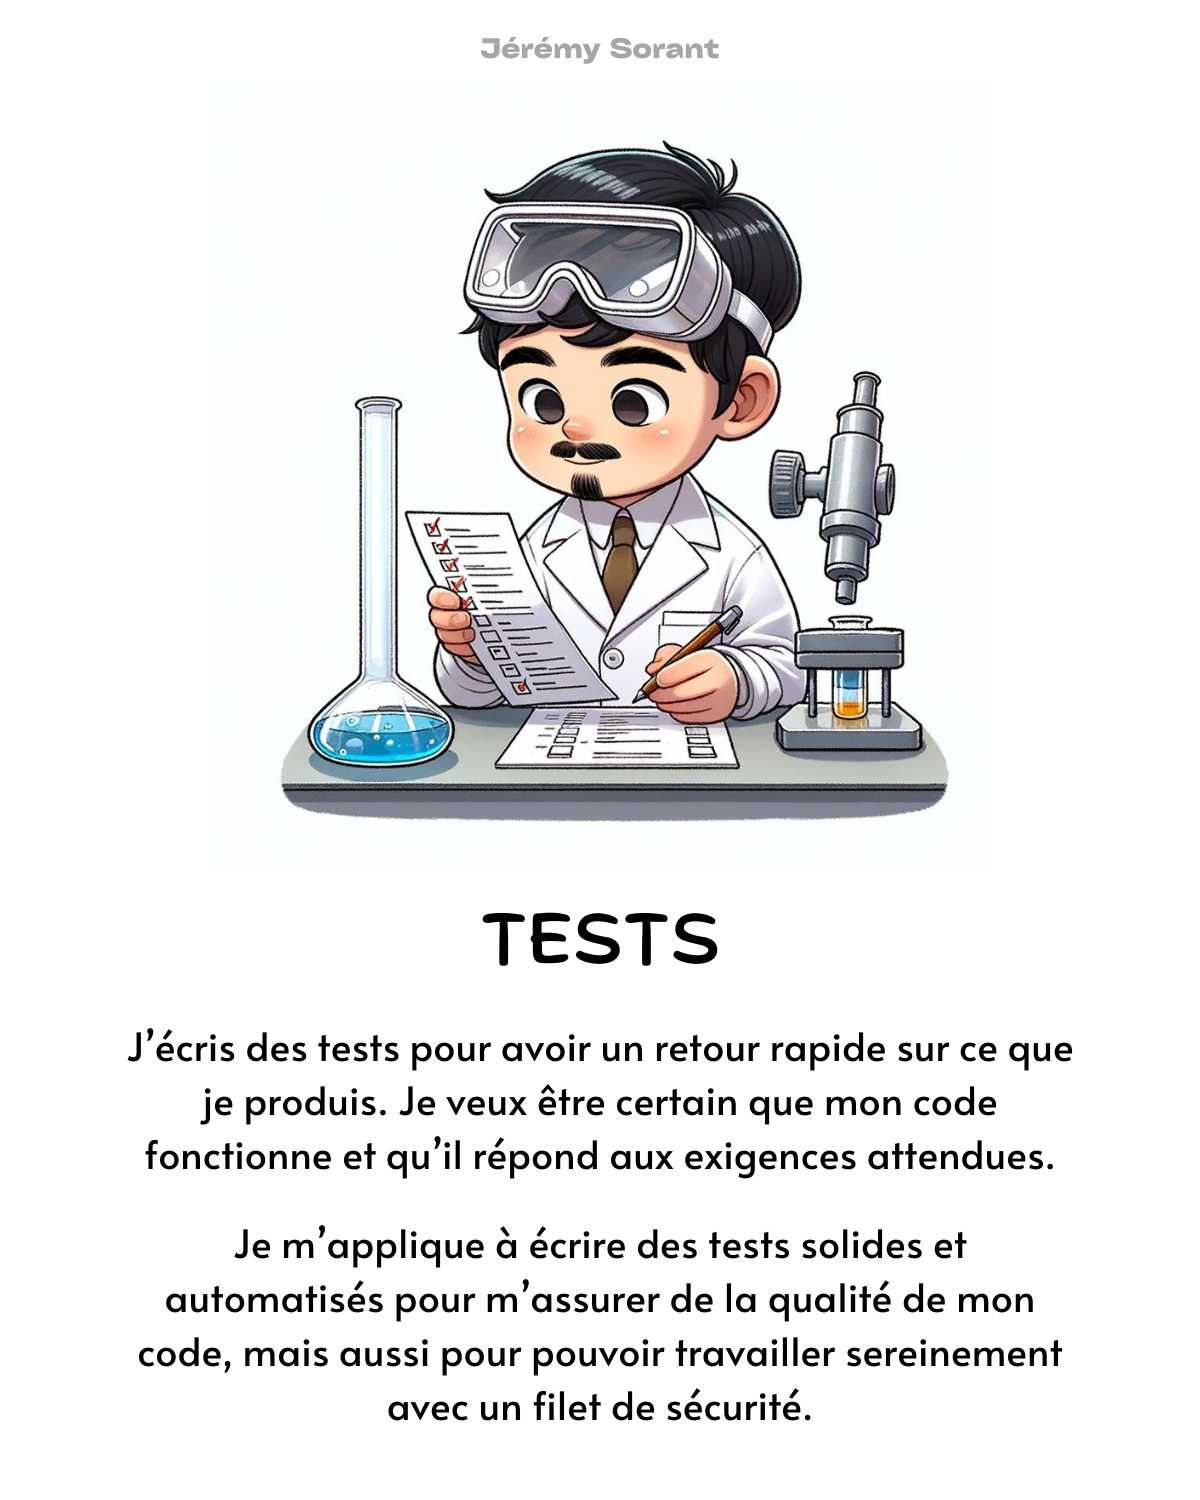 Jérémy Sorant
TESTS
J’écris des tests pour avoir un retour rapide sur ce que
je produis. Je veux être certain que mon code
fonctionne et qu’il répond aux exigences attendues.
Je m’applique à écrire des tests solides et
automatisés pour m’assurer de la qualité de mon
code, mais aussi pour pouvoir travailler sereinement
avec un filet de sécurité.